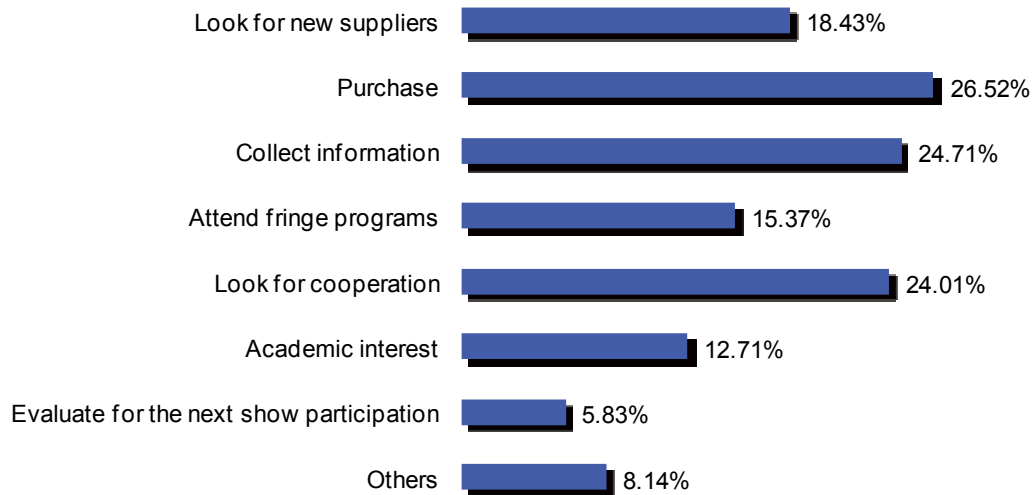 Look for new suppliers 18.43%
Purchase 26.52%
Collect information 24.71%
Attend fringe programs 15.37%
Look for cooperation 24.01%
Academic interest 12.71%
Evaluate for the next show participation 5.83%
Others 8.14%